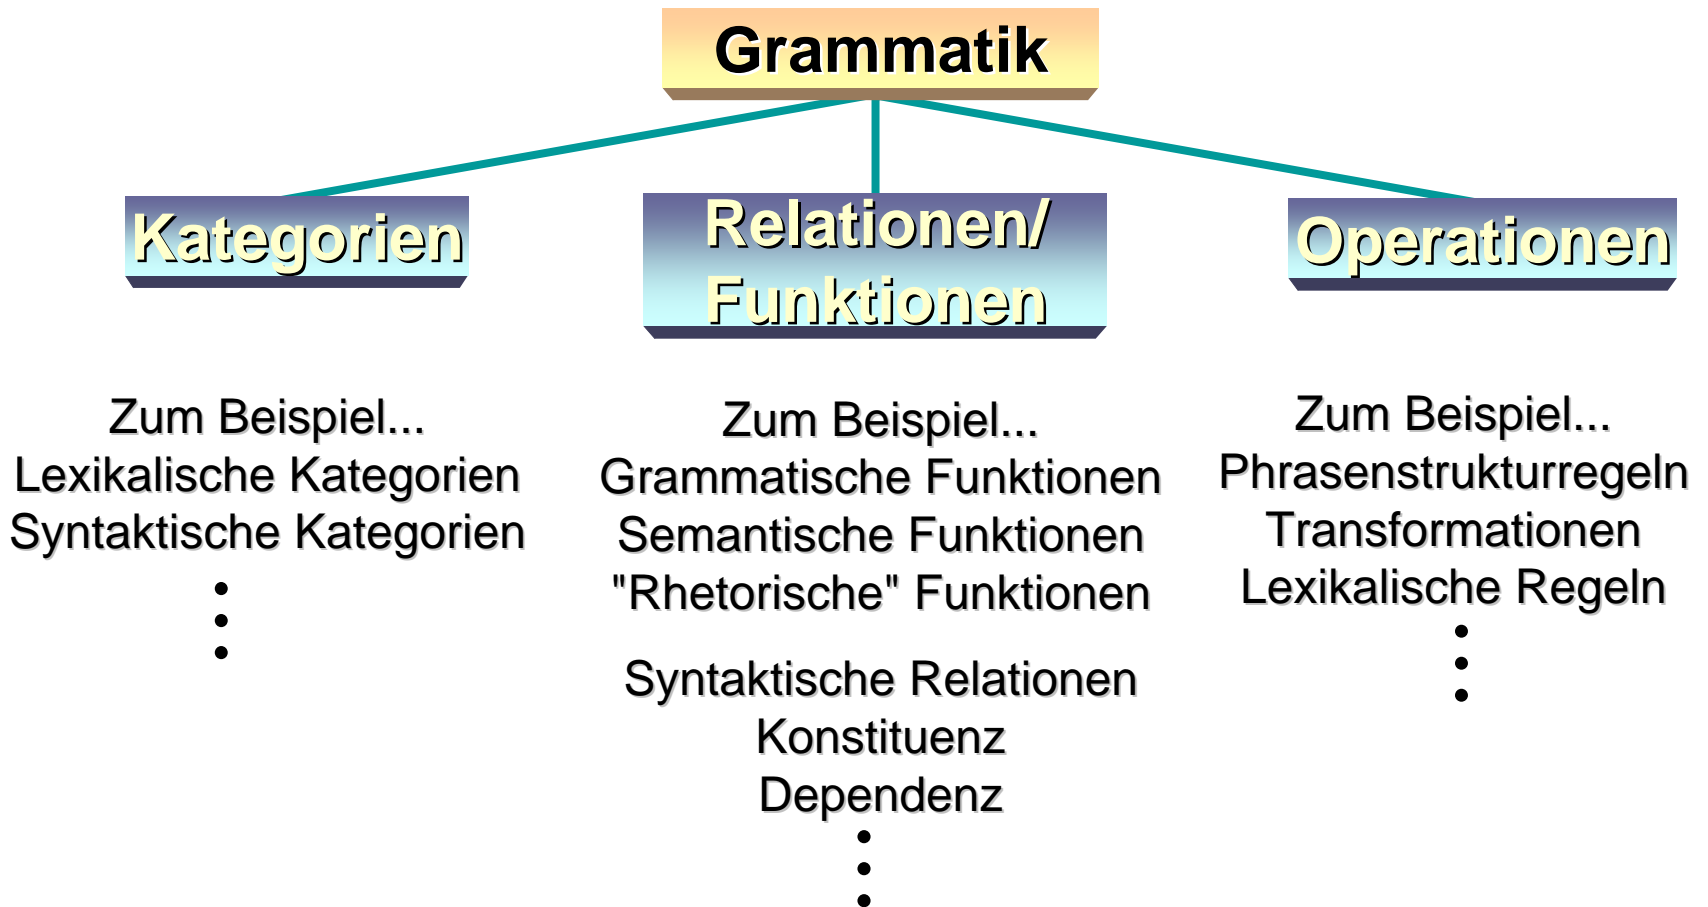 Grammatik
Kategorien
Zum Beispiel...
Lexikalische Kategorien
Syntaktische Kategorien
Relationen/
Funktionen
Zum Beispiel...
Grammatische Funktionen
Semantische Funktionen
"Rhetorische" Funktionen
Syntaktische Relationen
Konstituenz
Dependenz
Operationen
Zum Beispiel...
Phrasenstrukturregeln
Transformationen
Lexikalische Regeln